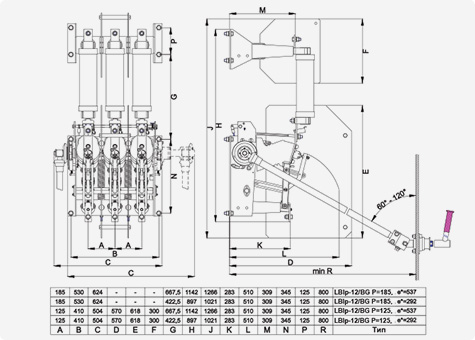 M
P
F
G
J
H
E
N
60° - 120°
A A
K
B
L
C
D
C
min R
185 530 624 - - - 667,5 1142 1266 283 510 309 345 125 800 LBIp-12/BG P=185, e*=537
185 530 624 - - - 422,5 897 1021 283 510 309 345 125 800 LBIp-12/BG P=185, e*=292
125 410 504 570 618 300 667,5 1142 1266 283 510 309 345 125 800 LBIp-12/BG P=125, e*=537
125 410 504 570 618 300 422,5 897 1021 283 510 309 345 125 800 LBIp-12/BG P=125, e*=292
A B C D E F G H J K L M N P R Тип